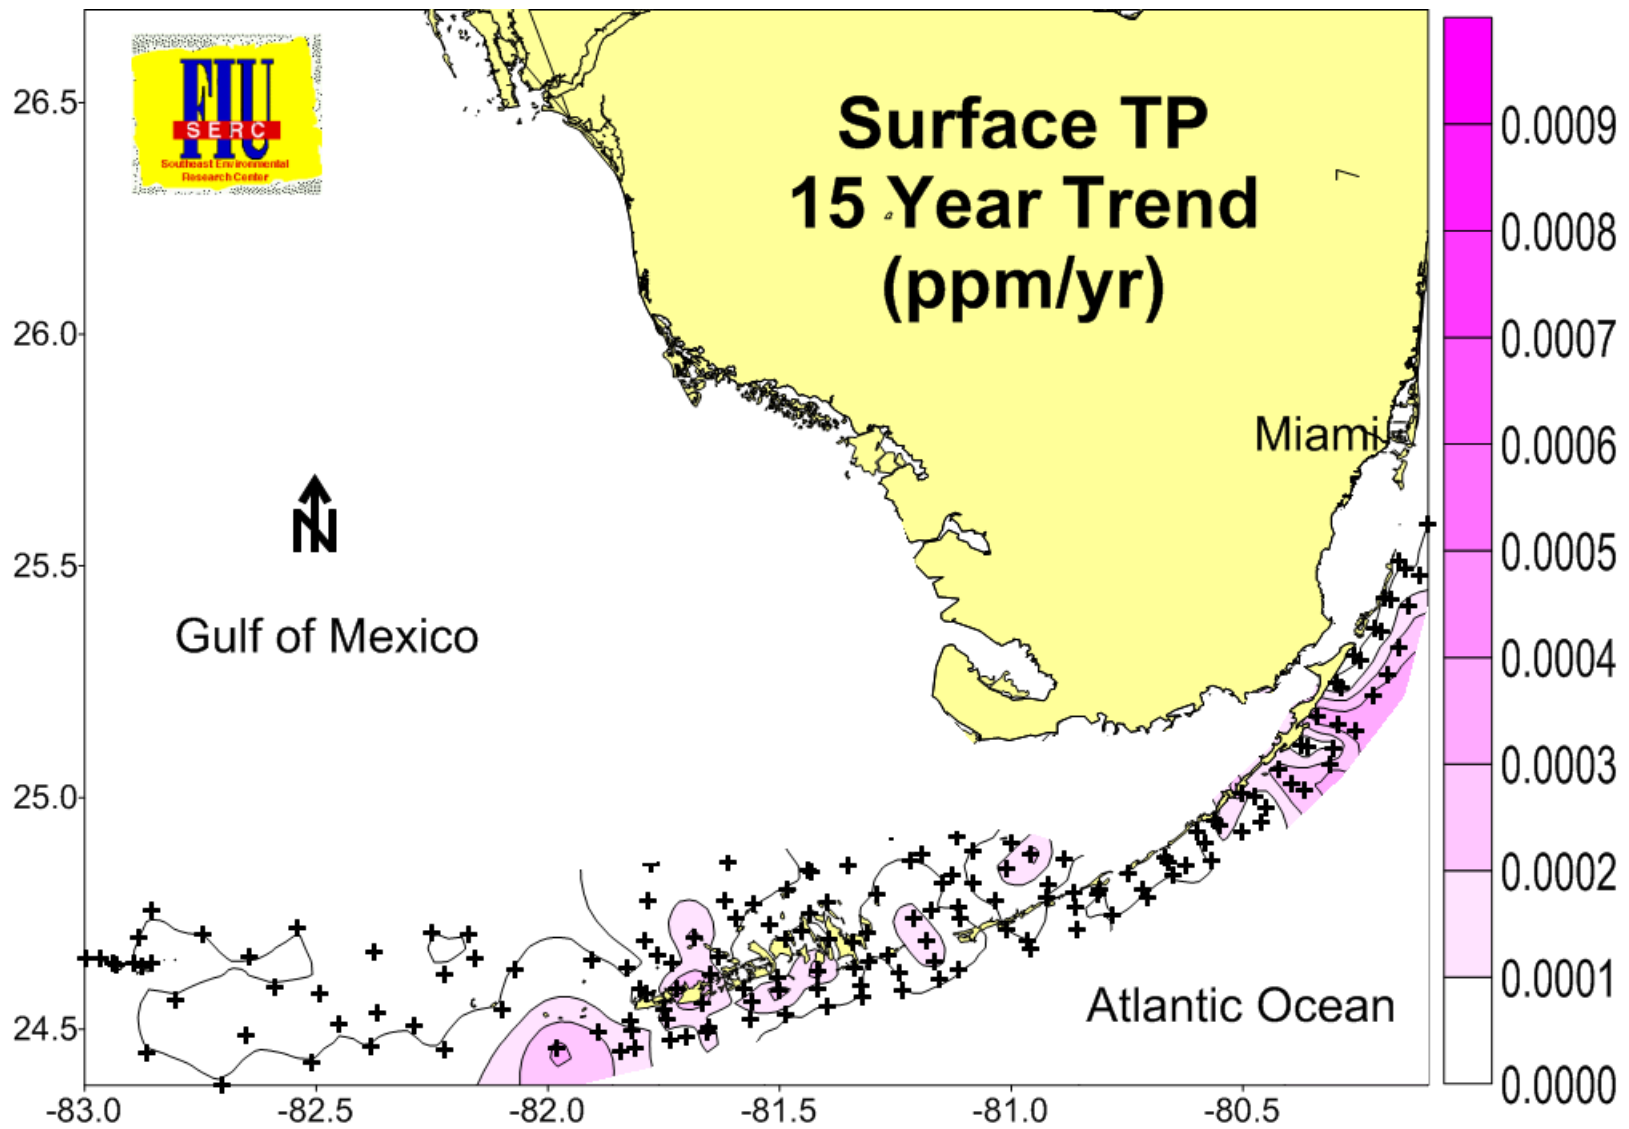 FIU
SERC
Southeast Environmental
Research Center
Surface TP
15 Year Trend
(ppm/yr)
Miami
Gulf of Mexico
N
Atlantic Ocean
26.5
26.0
25.5
25.0
24.5
-83.0
-82.5
-82.0
-81.5
-81.0
-80.5
0.0009
0.0008
0.0007
0.0006
0.0005
0.0004
0.0003
0.0002
0.0001
0.0000